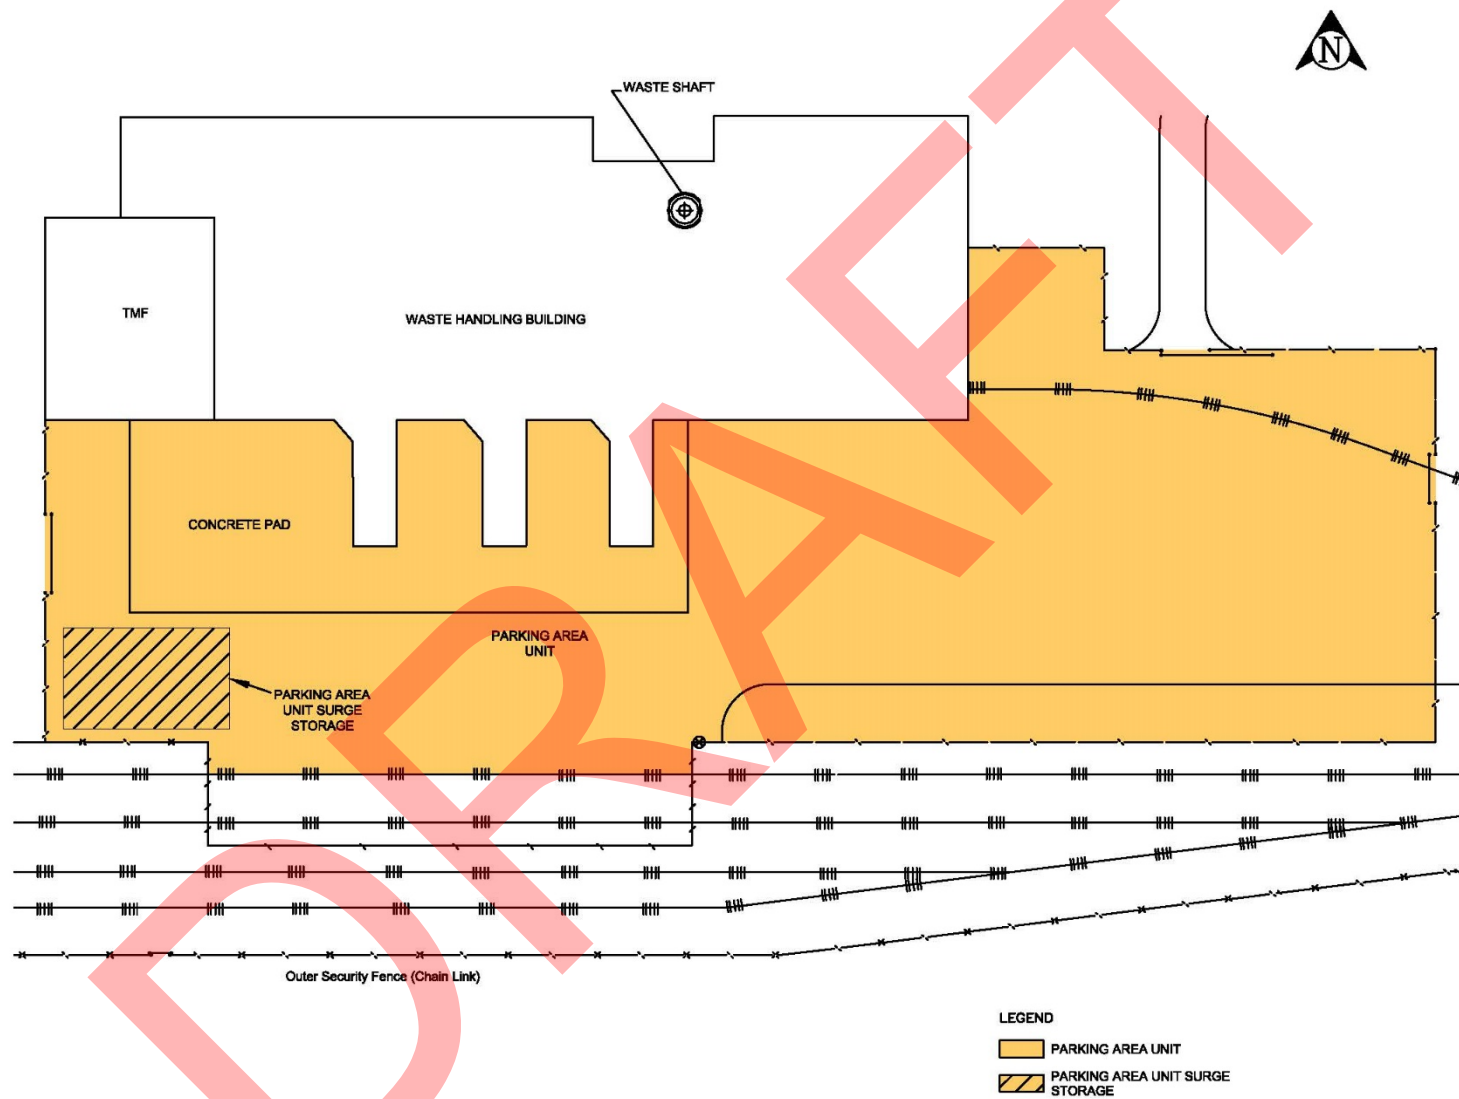 N
WASTE SHAFT
TMF
WASTE HANDLING BUILDING
CONCRETE PAD
PARKING AREA
UNIT
PARKING AREA
UNIT SURGE
STORAGE
Outer Security Fence (Chain Link)
LEGEND
PARKING AREA UNIT
PARKING AREA UNIT SURGE
STORAGE
DRAFT